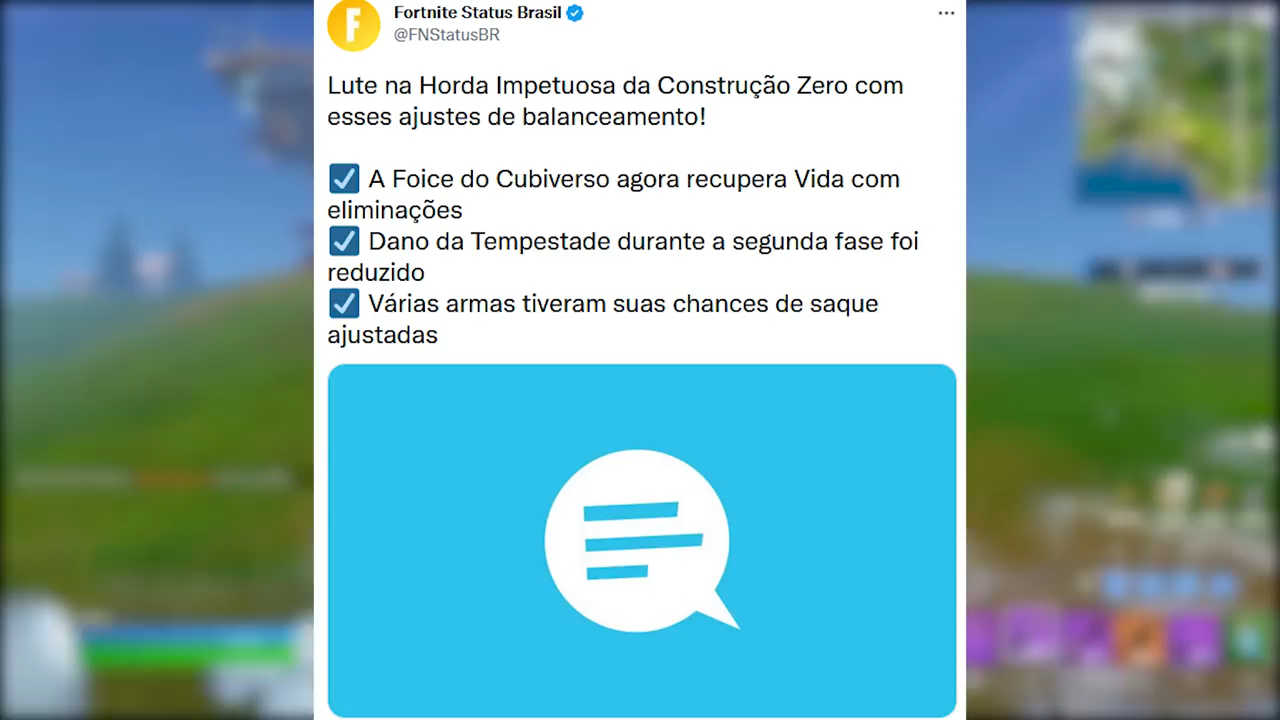 Fortnite Status Brasil
@FNStatusBR
Lute na Horda Impetuosa da Construção Zero com
esses ajustes de balanceamento!
☑ A Foice do Cubiverso agora recupera Vida com
eliminações
☑ Dano da Tempestade durante a segunda fase foi
reduzido
☑ Várias armas tiveram suas chances de saque
ajustadas